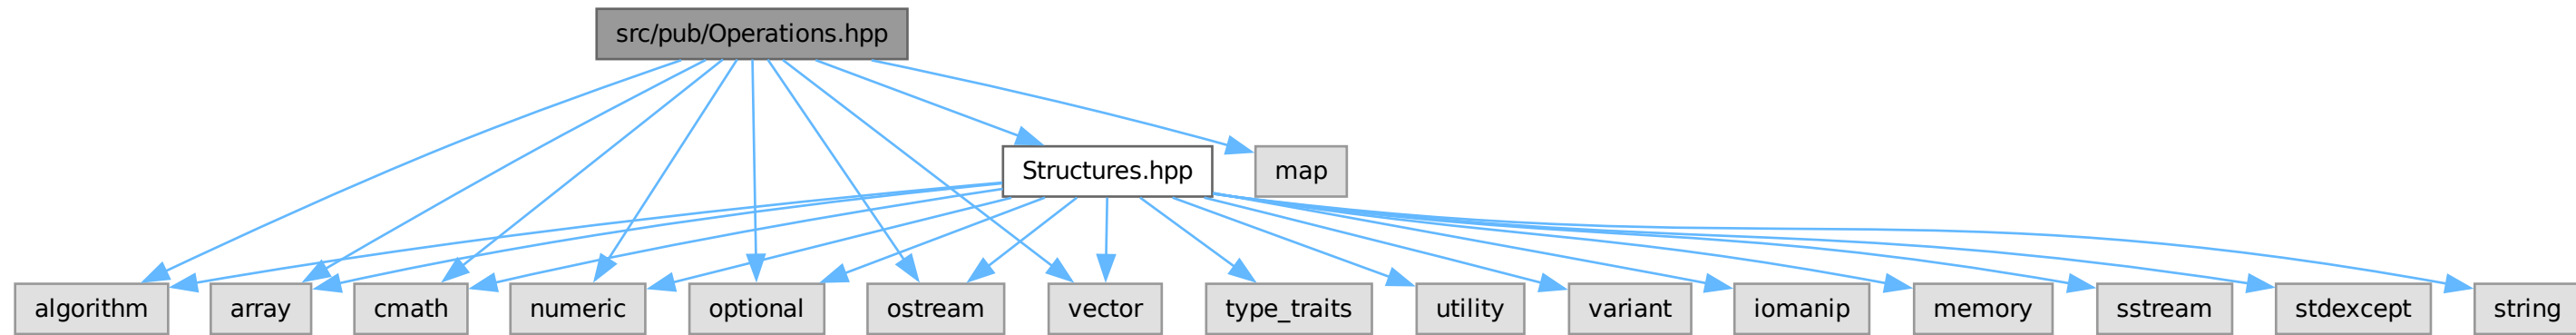 src/pub/Operations.hpp
Structures.hpp
map
algorithm
array
cmath
numeric
optional
ostream
vector
type_traits
utility
variant
iomanip
memory
sstream
stdexcept
string